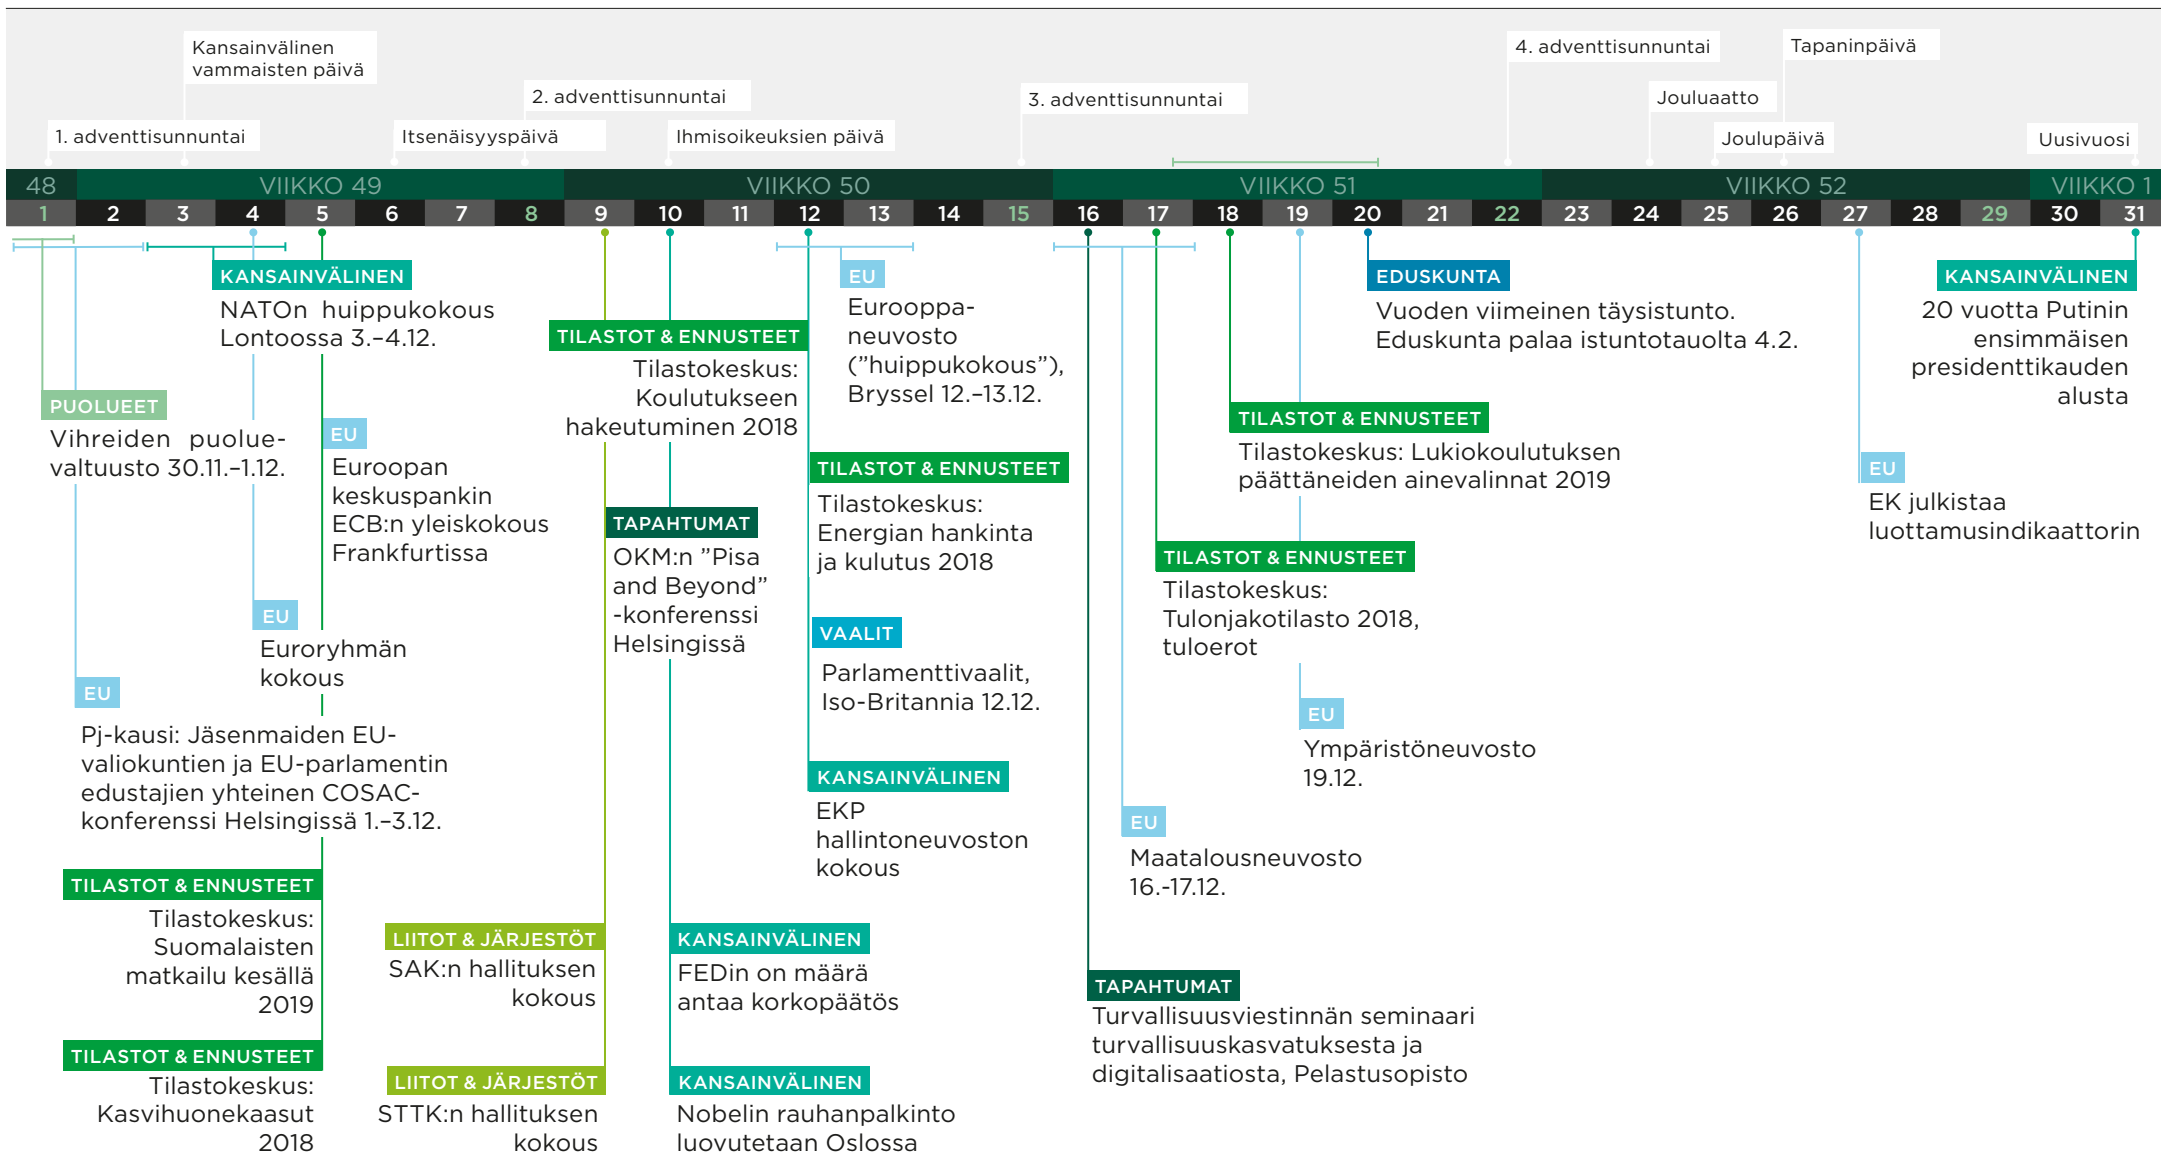 Kansainvälinen
vammaisten päivä
4. adventtisunnuntai
Tapaninpäivä
2. adventtisunnuntai
3. adventtisunnuntai
Jouluaatto
1. adventtisunnuntai
Itsenäisyyspäivä
Ihmisoikeuksien päivä
Joulupäivä
Uusivuosi
48 VIIKKO 49 VIIKKO 50 VIIKKO 51 VIIKKO 52 VIIKKO 1
1 2 3 4 5 6 7 8 9 10 11 12 13 14 15 16 17 18 19 20 21 22 23 24 25 26 27 28 29 30 31
KANSAINVÄLINEN
NATOn huippukokous
Lontoossa 3.–4.12.
PUOLUEET
Vihreiden puolue-
valtuusto 30.11.–1.12.
EU
Euroopan
keskuspankin
ECB:n yleiskokous
Frankfurtissa
EU
Euroryhmän
kokous
EU
Pj-kausi: Jäsenmaiden EU-
valiokuntien ja EU-parlamentin
edustajien yhteinen COSAC-
konferenssi Helsingissä 1.–3.12.
TILASTOT & ENNUSTEET
Tilastokeskus:
Suomalaisten
matkailu kesällä
2019
TILASTOT & ENNUSTEET
Tilastokeskus:
Kasvihuonekaasut
2018
TILASTOT & ENNUSTEET
Tilastokeskus:
Koulutukseen
hakeutuminen 2018
TAPAHTUMAT
OKM:n ”Pisa
and Beyond”
-konferenssi
Helsingissä
LIITOT & JÄRJESTÖT
SAK:n hallituksen
kokous
LIITOT & JÄRJESTÖT
STTK:n hallituksen
kokous
KANSAINVÄLINEN
FEDin on määrä
antaa korkopäätös
KANSAINVÄLINEN
Nobelin rauhanpalkinto
luovutetaan Oslossa
EU
Eurooppa-
neuvosto
(”huippukokous”),
Bryssel 12.–13.12.
TILASTOT & ENNUSTEET
Tilastokeskus:
Energian hankinta
ja kulutus 2018
VAALIT
Parlamenttivaalit,
Iso-Britannia 12.12.
KANSAINVÄLINEN
EKP
hallintoneuvoston
kokous
EDUSKUNTA
Vuoden viimeinen täysistunto.
Eduskunta palaa istuntotauolta 4.2.
TILASTOT & ENNUSTEET
Tilastokeskus: Lukiokoulutuksen
päättäneiden ainevalinnat 2019
TILASTOT & ENNUSTEET
Tilastokeskus:
Tulonjakotilasto 2018,
tuloerot
EU
Ympäristöneuvosto
19.12.
EU
Maatalousneuvosto
16.-17.12.
TAPAHTUMAT
Turvallisuusviestinnän seminaari
turvallisuuskasvatuksesta ja
digitalisaatiosta, Pelastusopisto
KANSAINVÄLINEN
20 vuotta Putinin
ensimmäisen
presidenttikauden
alusta
EU
EK julkistaa
luottamusindikaattorin